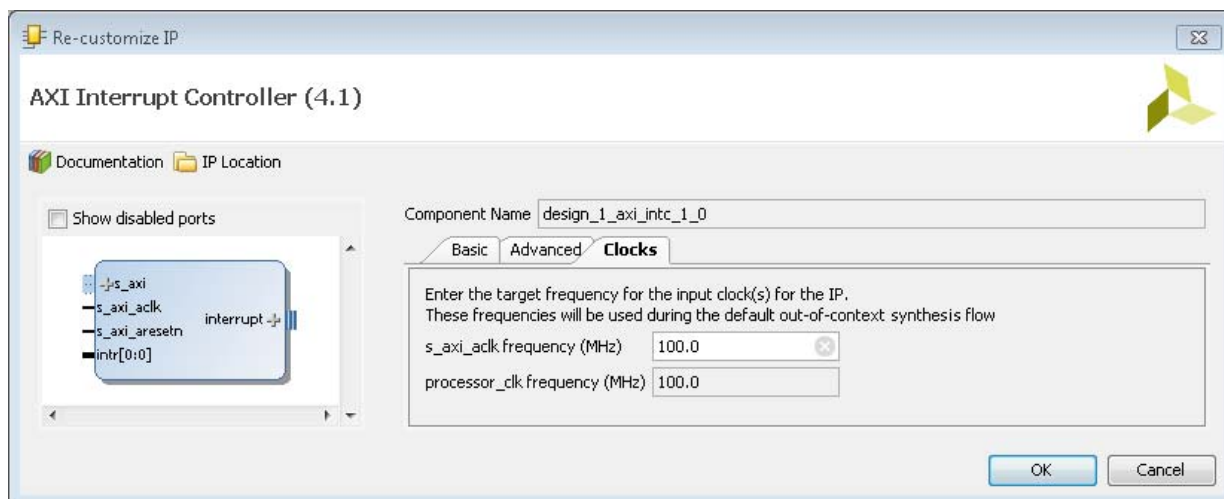 Re-customize IP
AXI Interrupt Controller (4.1)
Documentation IP Location
Show disabled ports
s_axi
s_axi_aclk
s_axi_aresetn
intr[0:0]
interrupt
Component Name design_1_axi_intc_1_0
Basic Advanced Clocks
Enter the target frequency for the input clock(s) for the IP.
These frequencies will be used during the default out-of-context synthesis flow
s_axi_aclk frequency (MHz) 100.0
processor_clk frequency (MHz) 100.0
OK Cancel